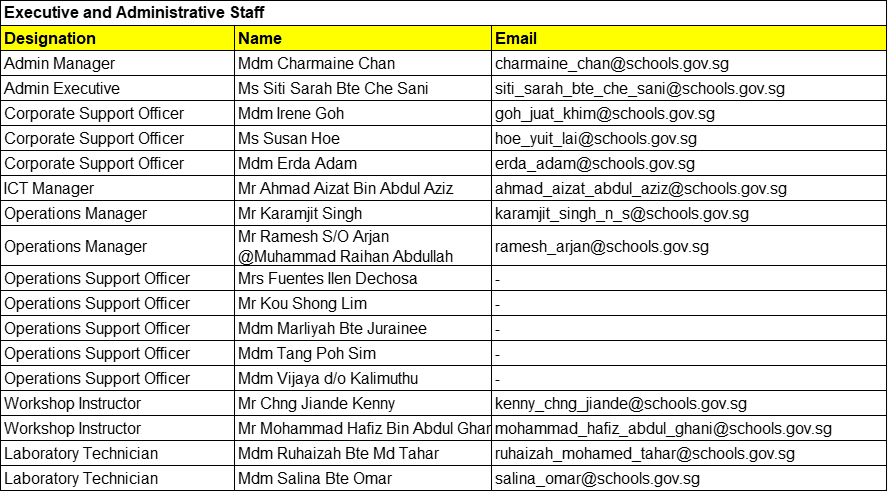 Executive and Administrative Staff
Designation Name Email
Admin Manager Mdm Charmaine Chan charmaine_chan@schools.gov.sg
Admin Executive Ms Siti Sarah Bte Che Sani siti_sarah_bte_che_sani@schools.gov.sg
Corporate Support Officer Mdm Irene Goh goh_juat_khim@schools.gov.sg
Corporate Support Officer Ms Susan Hoe hoe_yuit_lai@schools.gov.sg
Corporate Support Officer Mdm Erda Adam erda_adam@schools.gov.sg
ICT Manager Mr Ahmad Aizat Bin Abdul Aziz ahmad_aizat_abdul_aziz@schools.gov.sg
Operations Manager Mr Karamjit Singh karamjit_singh_n_s@schools.gov.sg
Operations Manager Mr Ramesh S/O Arjan
@Muhammad Raihan Abdullah ramesh_arjan@schools.gov.sg
Operations Support Officer Mrs Fuentes Ilen Dechosa -
Operations Support Officer Mr Kou Shong Lim -
Operations Support Officer Mdm Marliyah Bte Jurainee -
Operations Support Officer Mdm Tang Poh Sim -
Operations Support Officer Mdm Vijaya d/o Kalimuthu -
Workshop Instructor Mr Chng Jiande Kenny kenny_chng_jiande@schools.gov.sg
Workshop Instructor Mr Mohammad Hafiz Bin Abdul Ghan mohammad_hafiz_abdul_ghani@schools.gov.sg
Laboratory Technician Mdm Ruhaizah Bte Md Tahar ruhaizah_mohamed_tahar@schools.gov.sg
Laboratory Technician Mdm Salina Bte Omar salina_omar@schools.gov.sg